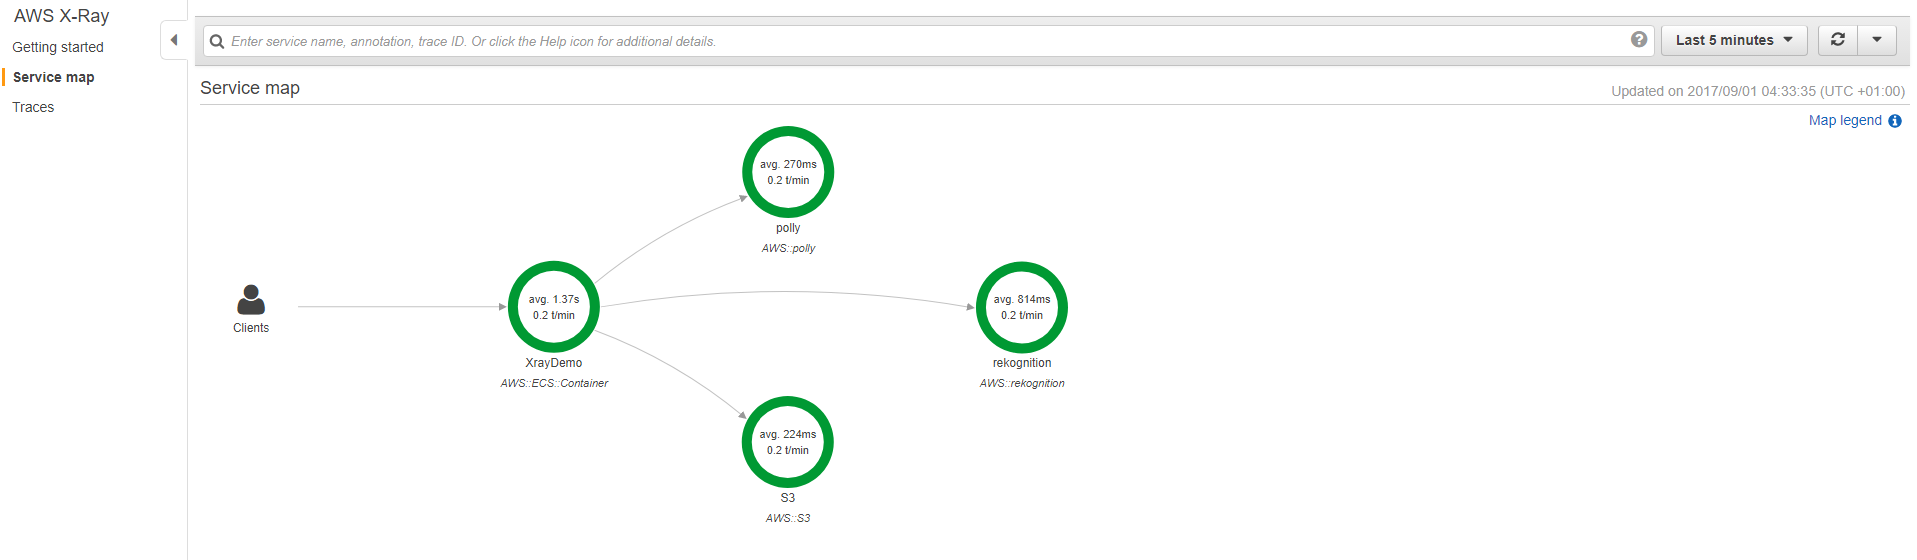 AWS X-Ray
Getting started
Service map
Traces
Enter service name, annotation, trace ID. Or click the Help icon for additional details.
?
Last 5 minutes
Service map
Updated on 2017/09/01 04:33:35 (UTC +01:00)
Map legend
avg. 270ms
0.2 t/min
polly
AWS::polly
Clients
avg. 1.37s
0.2 t/min
XrayDemo
AWS::ECS::Container
avg. 814ms
0.2 t/min
rekognition
AWS::rekognition
avg. 224ms
0.2 t/min
S3
AWS::S3